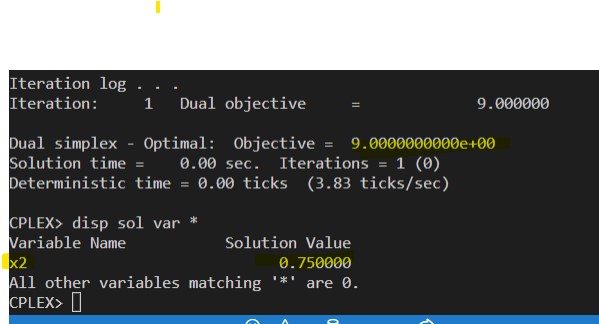 Iteration log . . .
Iteration:     1   Dual objective     =             9.000000
Dual simplex - Optimal:  Objective =  9.0000000000e+00
Solution time =    0.00 sec.  Iterations = 1 (0)
Deterministic time = 0.00 ticks  (3.83 ticks/sec)
CPLEX> disp sol var *
Variable Name           Solution Value
x2                            0.750000
All other variables matching '*' are 0.
CPLEX>